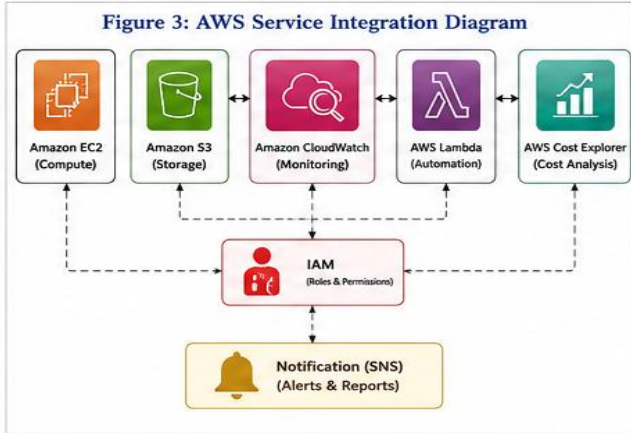 Figure 3: AWS Service Integration Diagram
Amazon EC2
(Compute)
Amazon S3
(Storage)
Amazon CloudWatch
(Monitoring)
AWS Lambda
(Automation)
AWS Cost Explorer
(Cost Analysis)
IAM
(Roles & Permissions)
Notification (SNS)
(Alerts & Reports)